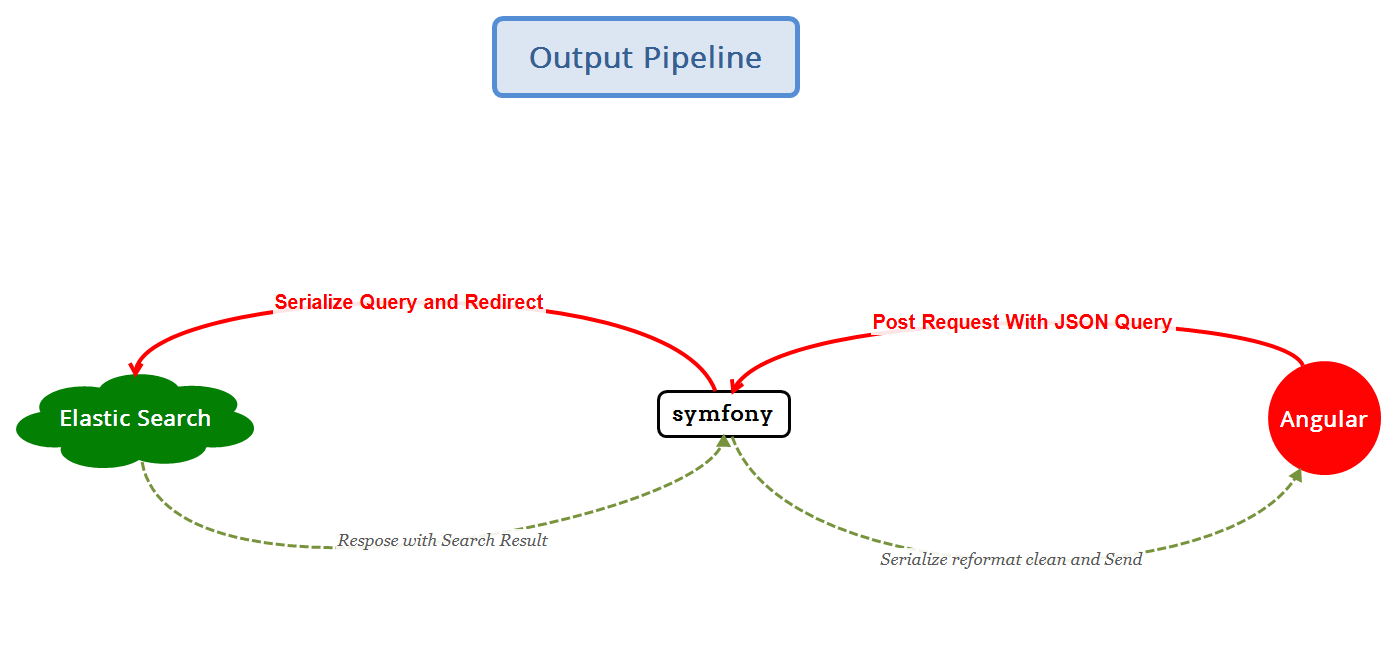 Output Pipeline
Serialize Query and Redirect
Post Request With JSON Query
Elastic Search
symfony
Angular
Respose with Search Result
Serialize reformat clean and Send